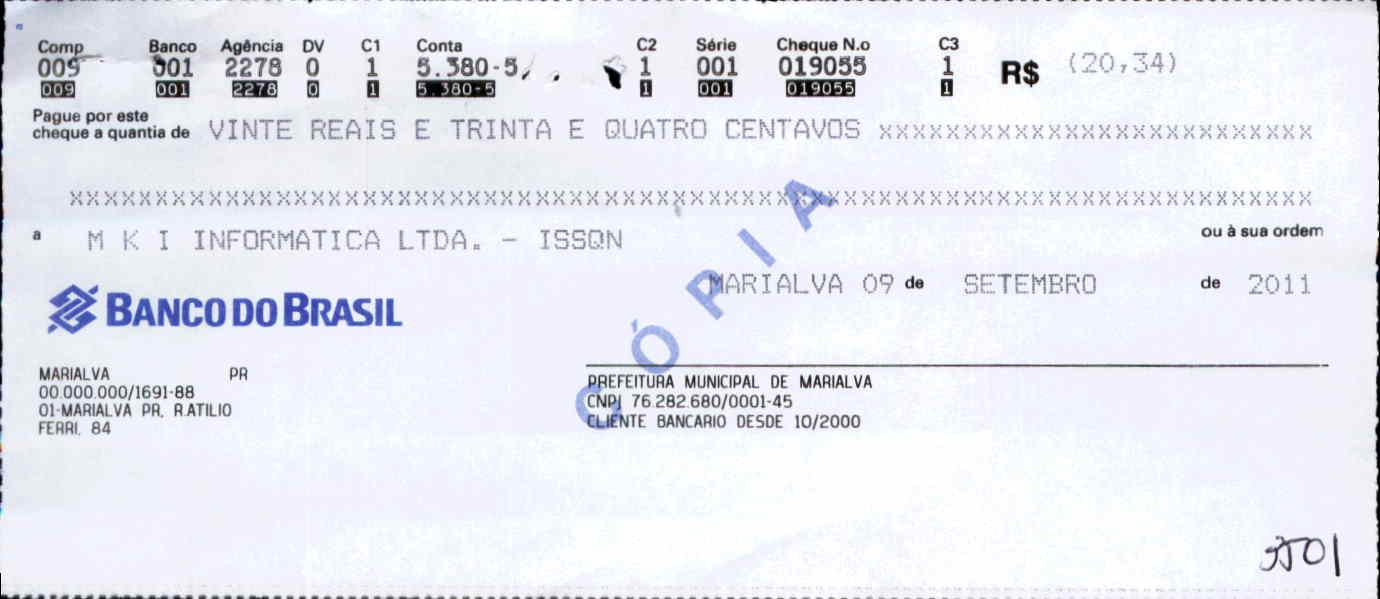 Comp Banco Agência DV C1 Conta C2 Série Cheque N.o C3
009 001 2278 0 1 5.380-5 1 001 019055 1 R$ (20,34)
009 001 2278 0 1 5.380-5 1 001 019055 1
Pague por este
cheque a quantia de VINTE REAIS E TRINTA E QUATRO CENTAVOS XXXXXXXXXXXXXXXXXXXXXXXXX
XXXXXXXXXXXXXXXXXXXXXXXXXXXXXXXXXXXXXXXXXXXXXXXXXXXXXXXXXXXXXXXXXXXXXXXX
a M K I INFORMATICA LTDA. - ISSQN ou à sua ordem
MARIALVA 09 de SETEMBRO de 2011
BANCO DO BRASIL
CÓPIA
MARIALVA PR
00.000.000/1691-88
01-MARIALVA PR, R.ATILIO
FERRI, 84
PREFEITURA MUNICIPAL DE MARIALVA
CNPJ 76.282.680/0001-45
CLIENTE BANCARIO DESDE 10/2000